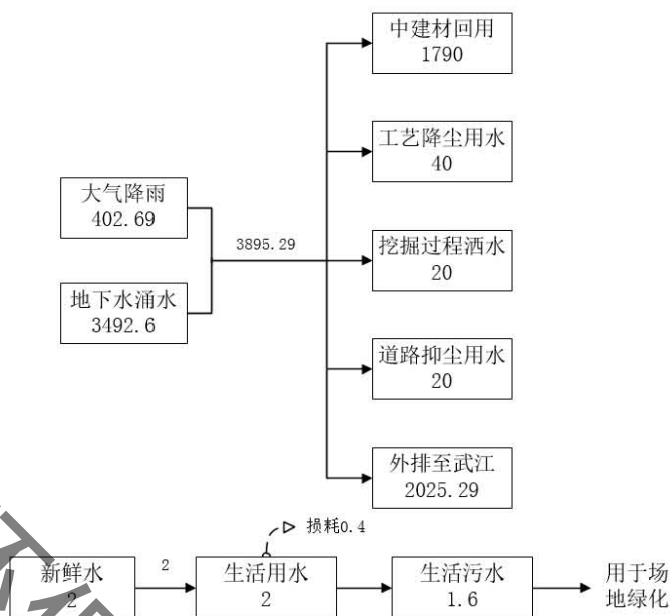 中建材回用
1790
工艺降尘用水
40
大气降雨
402.69
3895.29
挖掘过程洒水
20
地下水涌水
3492.6
道路抑尘用水
20
外排至武江
2025.29
损耗0.4
新鲜水
2
2
生活用水
2
生活污水
1.6
用于场
地绿化